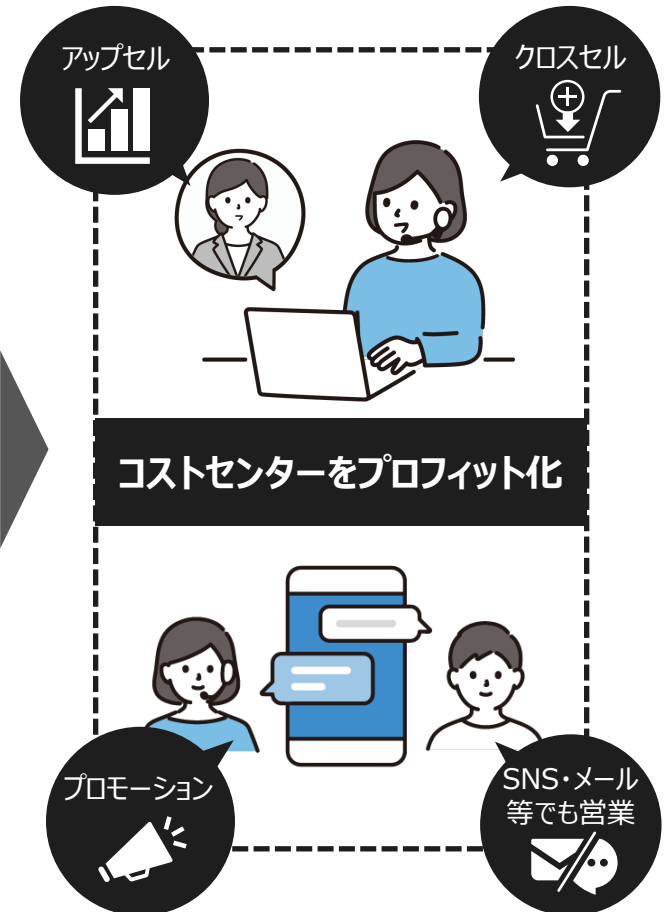 アップセル
クロスセル
コストセンターをプロフィット化
プロモーション
SNS・メール
等でも営業